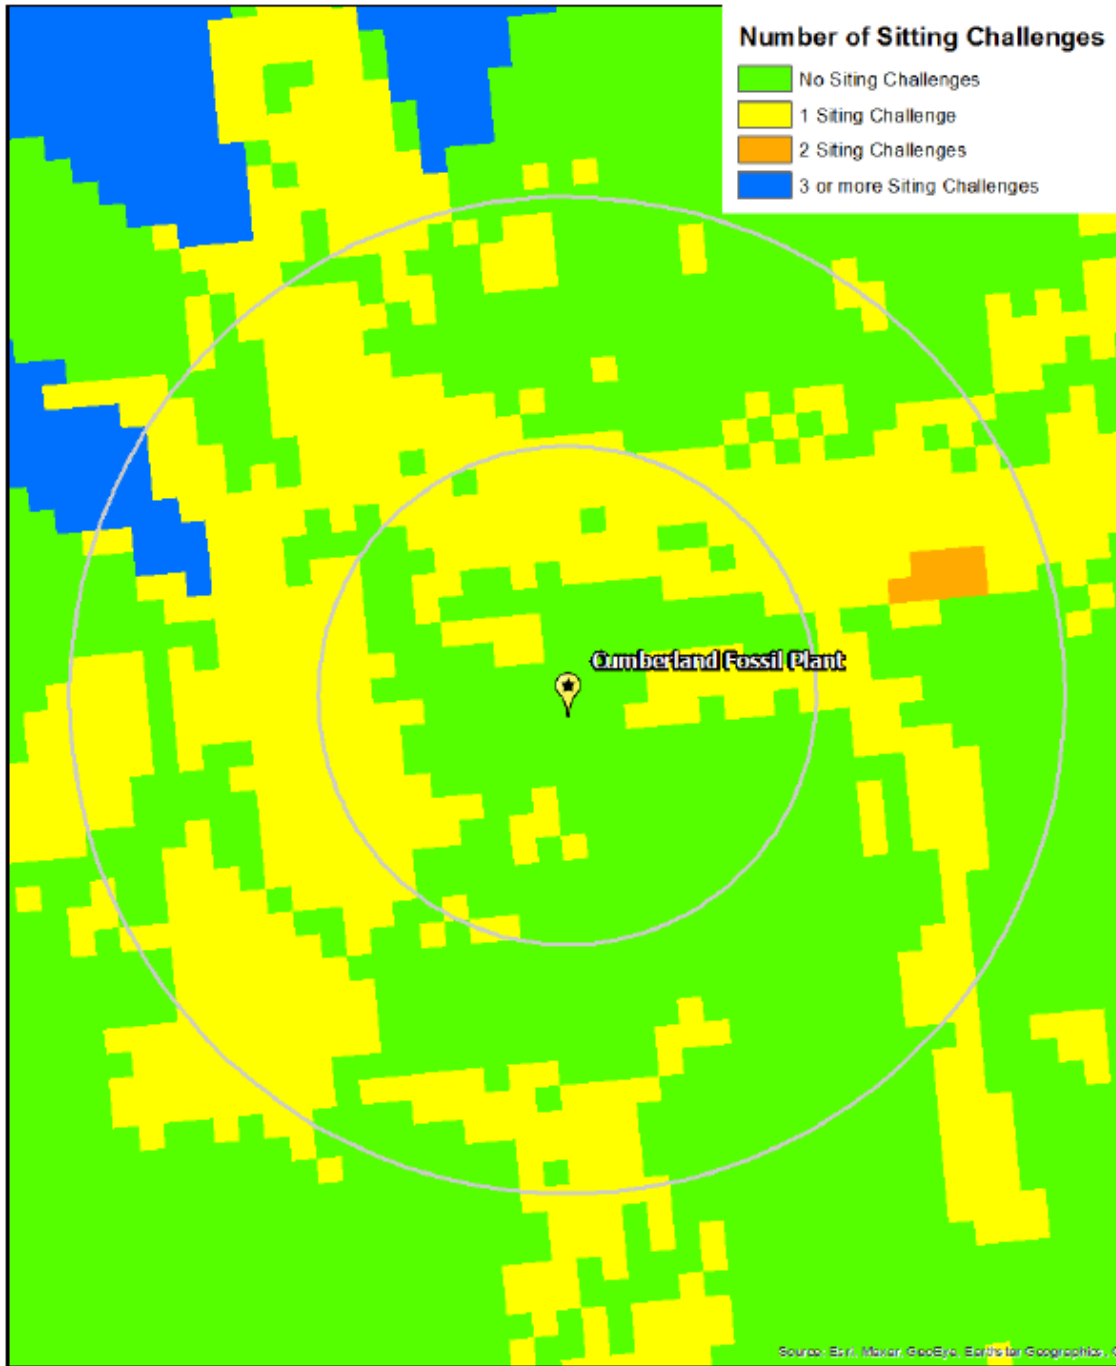 Number of Sitting Challenges
No Siting Challenges
1 Siting Challenge
2 Siting Challenges
3 or more Siting Challenges
Cumberland Fossil Plant
Source: Esri, Maxar, GeoEye, Earthstar Geographics,